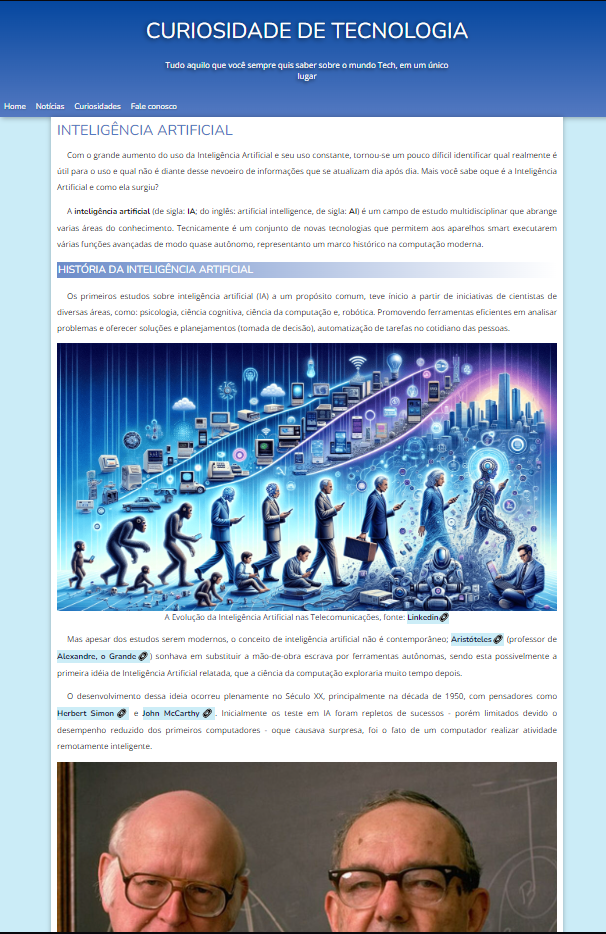 CURIOSIDADE DE TECNOLOGIA
Tudo aquilo que você sempre quis saber sobre o mundo Tech, em um único
lugar
Home Notícias Curiosidades Fale conosco
INTELIGÊNCIA ARTIFICIAL
Com o grande aumento do uso da Inteligência Artificial e seu uso constante, tornou-se um pouco díficil identificar qual realmente é
útil para o uso e qual não é diante desse nevoeiro de informações que se atualizam dia após dia. Mais você sabe oque é a Inteligência
Artificial e como ela surgiu?
A inteligência artificial (de sigla: IA; do inglês: artificial intelligence, de sigla: AI) é um campo de estudo multidisciplinar que abrange
varias áreas do conhecimento. Tecnicamente é um conjunto de novas tecnologias que permitem aos aparelhos smart executarem
várias funções avançadas de modo quase autônomo, representanto um marco histórico na computação moderna.
HISTÓRIA DA INTELIGÊNCIA ARTIFICIAL
Os primeiros estudos sobre inteligência artificial (IA) a um propósito comum, teve ínicio a partir de iniciativas de cientistas de
diversas áreas, como: psicologia, ciência cognitiva, ciência da computação e, robótica. Promovendo ferramentas eficientes em analisar
problemas e oferecer soluções e planejamentos (tomada de decisão), automatização de tarefas no cotidiano das pessoas.
A Evolução da Inteligência Artificial nas Telecomunicações, fonte: Linkedin
Mas apesar dos estudos serem modernos, o conceito de ineligência artificial não é contemporâneo; Aristóteles (professor de
Alexandre, o Grande) sonhava em substituir a mão-de-obra escrava por ferramentas autônomas, sendo esta possivelmente a
primeira idéia de Inteligência Artificial relatada, que a ciência da computação exploraria muito tempo depois.
O desenvolvimento dessa ideia ocorreu plenamente no Século XX, principalmente na década de 1950, com pensadores como
Herbert Simon e John McCarthy. Inicialmente os teste em IA foram repletos de sucessos - porém limitados devido o
desempenho reduzido dos primeiros computadores - oque causava surpresa, foi o fato de um computador realizar atividade
remotamente inteligente.